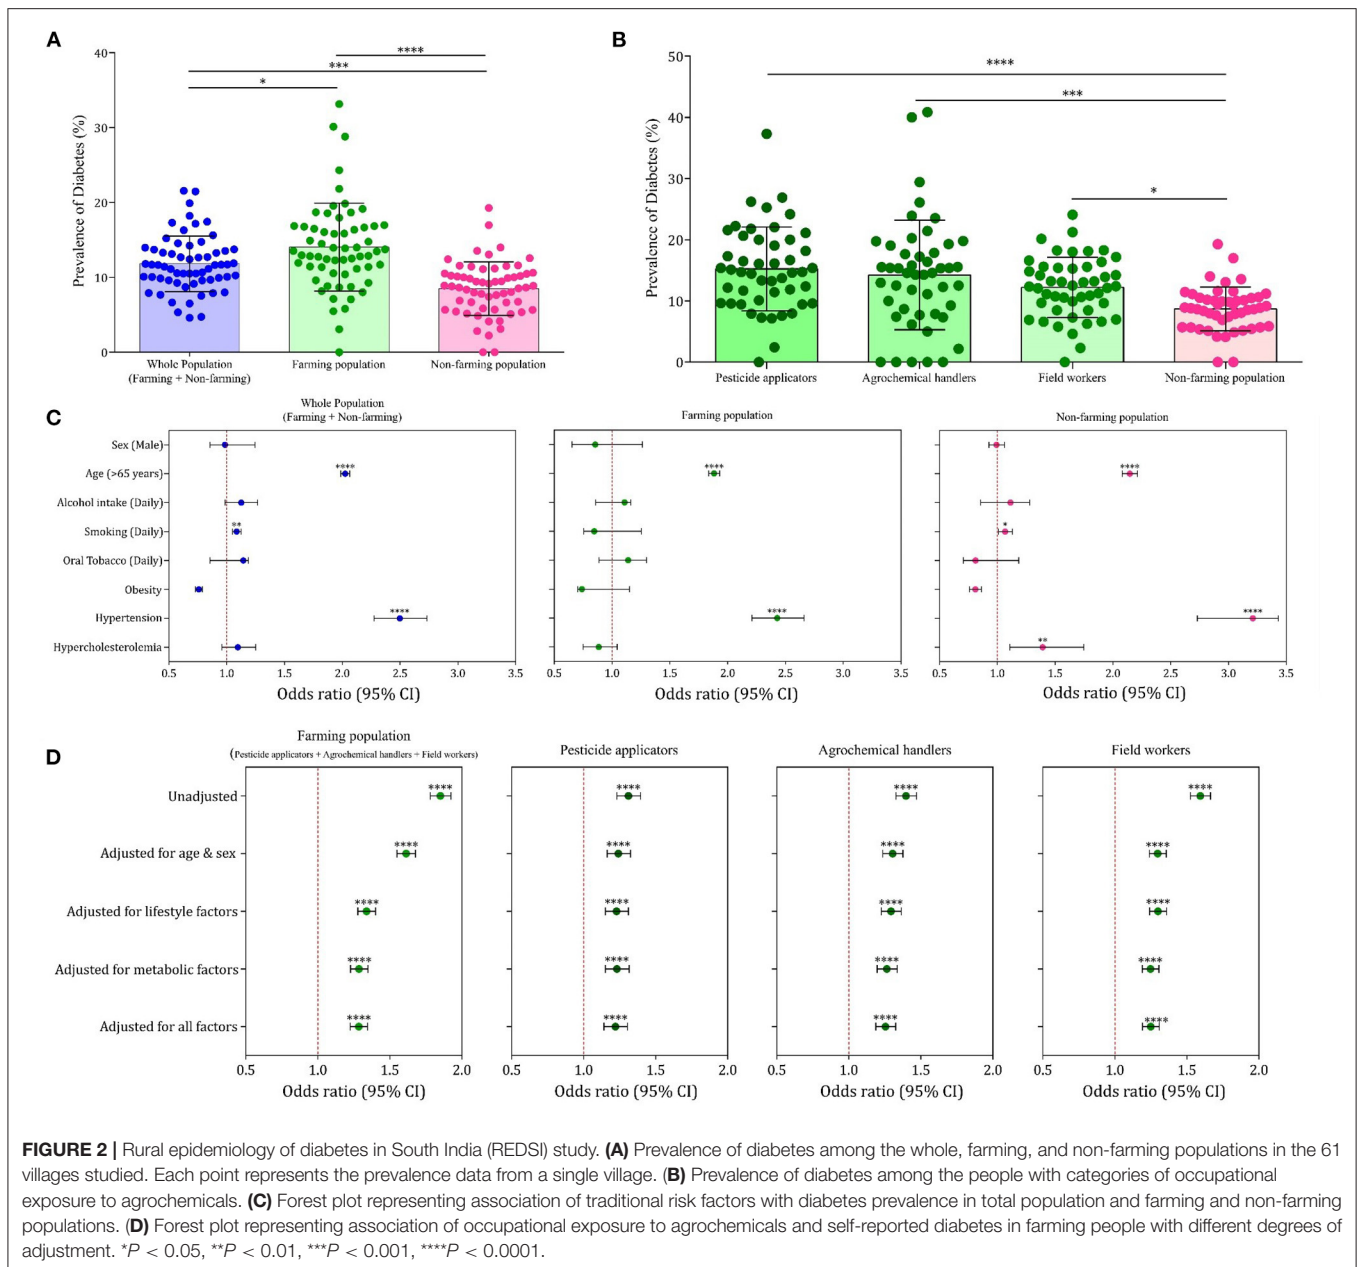 A
40
30
20
10
0
Prevalence of Diabetes (%)
****
***
*
Whole Population
(Farming + Non-farming)
Farming population
Non-farming population
B
50
40
30
20
10
0
Prevalence of Diabetes (%)
****
***
*
Pesticide applicators
Agrochemical handlers
Field workers
Non-farming population
C
Whole Population
(Farming + Non-farming)
Farming population
Non-farming population
Sex (Male)
Age (>65 years)
**** **** ****
Alcohol intake (Daily)
Smoking (Daily)
** *
Oral Tobacco (Daily)
Obesity
Hypertension
**** **** ****
Hypercholesterolemia
**
0.5 1.0 1.5 2.0 2.5 3.0 3.5
Odds ratio (95% CI)
0.5 1.0 1.5 2.0 2.5 3.0 3.5
Odds ratio (95% CI)
0.5 1.0 1.5 2.0 2.5 3.0 3.5
Odds ratio (95% CI)
D
Farming population
(Pesticide applicators + Agrochemical handlers + Field workers)
Pesticide applicators
Agrochemical handlers
Field workers
Unadjusted
**** **** **** ****
Adjusted for age & sex
**** **** **** ****
Adjusted for lifestyle factors
**** **** **** ****
Adjusted for metabolic factors
**** **** **** ****
Adjusted for all factors
**** **** **** ****
0.5 1.0 1.5 2.0
Odds ratio (95% CI)
0.5 1.0 1.5 2.0
Odds ratio (95% CI)
0.5 1.0 1.5 2.0
Odds ratio (95% CI)
0.5 1.0 1.5 2.0
Odds ratio (95% CI)
FIGURE 2 | Rural epidemiology of diabetes in South India (REDSI) study. (A) Prevalence of diabetes among the whole, farming, and non-farming populations in the 61
villages studied. Each point represents the prevalence data from a single village. (B) Prevalence of diabetes among the people with categories of occupational
exposure to agrochemicals. (C) Forest plot representing association of traditional risk factors with diabetes prevalence in total population and farming and non-farming
populations. (D) Forest plot representing association of occupational exposure to agrochemicals and self-reported diabetes in farming people with different degrees of
adjustment. *P < 0.05, **P < 0.01, ***P < 0.001, ****P < 0.0001.